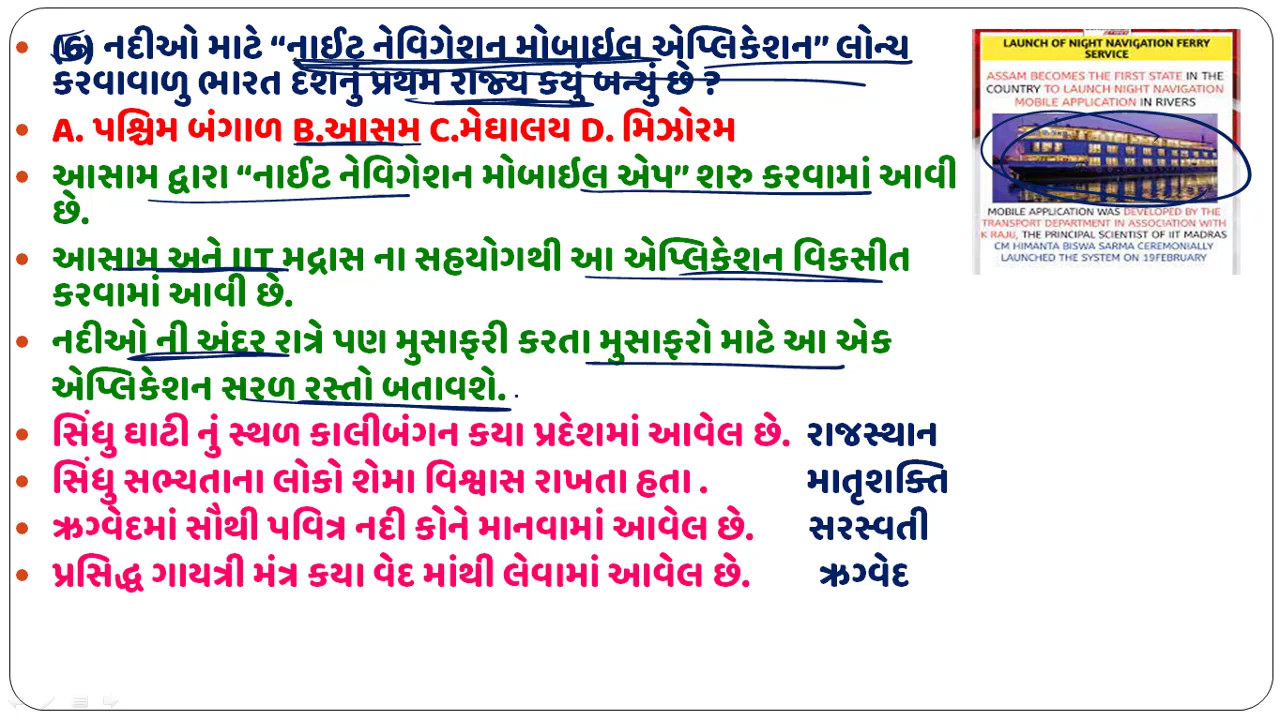 (6) નદીઓ માટે “નાઈટ નેવિગેશન મોબાઇલ એપ્લિકેશન” લોન્ચ
કરવાવાળુ ભારત દેશનું પ્રથમ રાજ્ય કયું બન્યું છે ?
A. પશ્ચિમ બંગાળ B.આસમ C.મેઘાલય D. મિઝોરમ
આસામ દ્વારા “નાઈટ નેવિગેશન મોબાઇલ એપ” શરુ કરવામાં આવી
છે.
આસામ અને IIT મદ્રાસ ના સહયોગથી આ એપ્લિકેશન વિકસીત
કરવામાં આવી છે.
નદીઓ ની અંદર રાત્રે પણ મુસાફરી કરતા મુસાફરો માટે આ એક
એપ્લિકેશન સરળ રસ્તો બતાવશે.
સિંધુ ઘાટી નું સ્થળ કાલીબંગન કયા પ્રદેશમાં આવેલ છે. રાજસ્થાન
સિંધુ સભ્યતાના લોકો શેમા વિશ્વાસ રાખતા હતા . માતૃશક્તિ
ઋગ્વેદમાં સૌથી પવિત્ર નદી કોને માનવામાં આવેલ છે. સરસ્વતી
પ્રસિદ્ધ ગાયત્રી મંત્ર કયા વેદ માંથી લેવામાં આવેલ છે. ઋગ્વેદ
LAUNCH OF NIGHT NAVIGATION FERRY
SERVICE
ASSAM BECOMES THE FIRST STATE IN THE
COUNTRY TO LAUNCH NIGHT NAVIGATION
MOBILE APPLICATION IN RIVERS
MOBILE APPLICATION WAS DEVELOPED BY THE
TRANSPORT DEPARTMENT IN ASSOCIATION WITH
K RAJU, THE PRINCIPAL SCIENTIST OF IIT MADRAS
CM HIMANTA BISWA SARMA CEREMONIALLY
LAUNCHED THE SYSTEM ON 19FEBRUARY